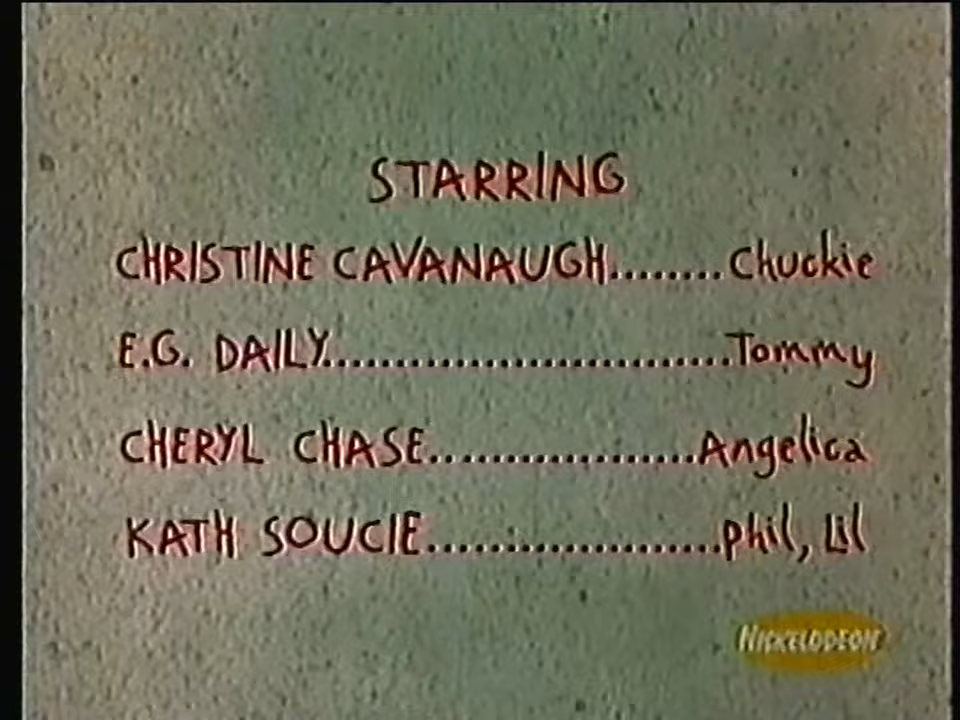 STARRING
CHRISTINE CAVANAUGH........Chuckie
E.G. DAILY............................Tommy
CHERYL CHASE..................Angelica
KATH SOUCIE....................Phil, Lil
NICKELODEON